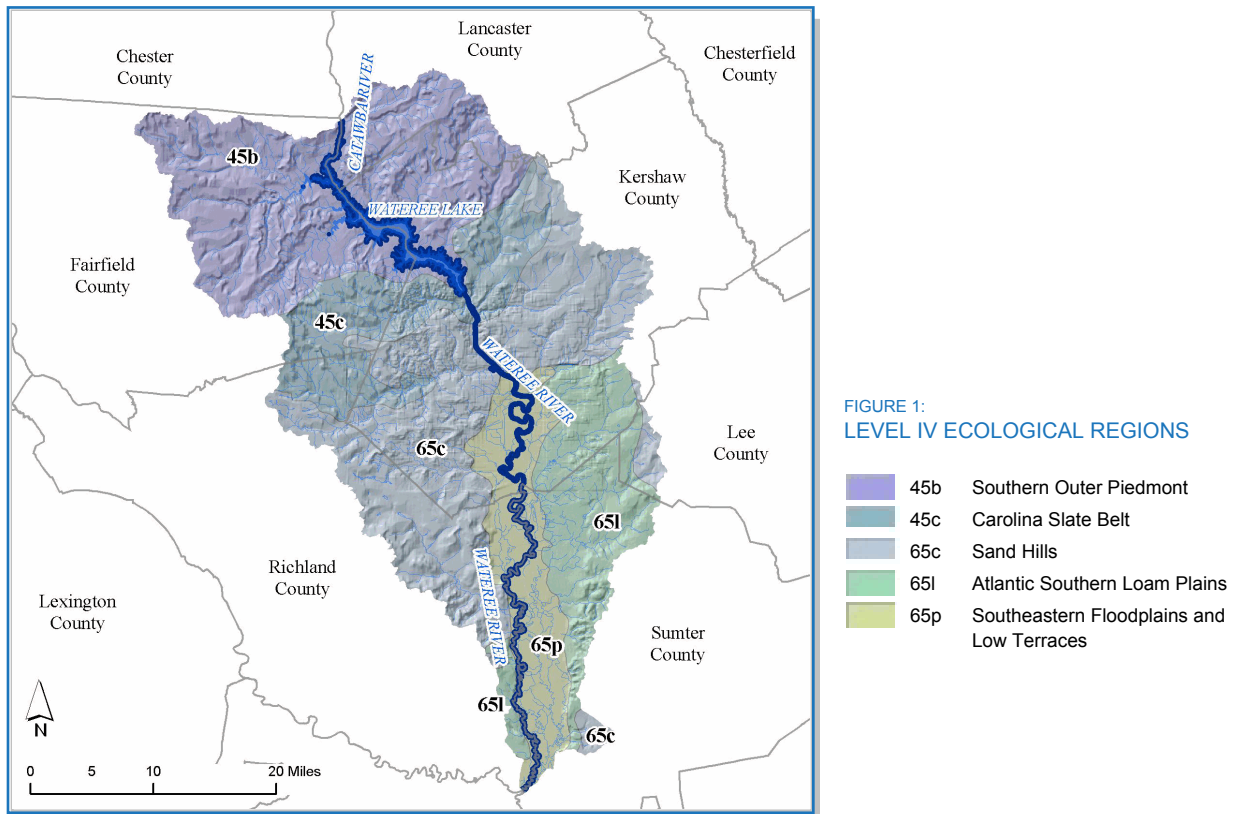 Lancaster
County
Chester
County
Chesterfield
County
CATAWBA RIVER
45b
Kershaw
County
WATEREE LAKE
Fairfield
County
45c
WATEREE RIVER
65c
Lee
County
65l
WATEREE RIVER
Richland
County
Lexington
County
Sumter
County
65p
65l
65c
N
0 5 10 20 Miles
FIGURE 1:
LEVEL IV ECOLOGICAL REGIONS
45b Southern Outer Piedmont
45c Carolina Slate Belt
65c Sand Hills
65l Atlantic Southern Loam Plains
65p Southeastern Floodplains and
Low Terraces